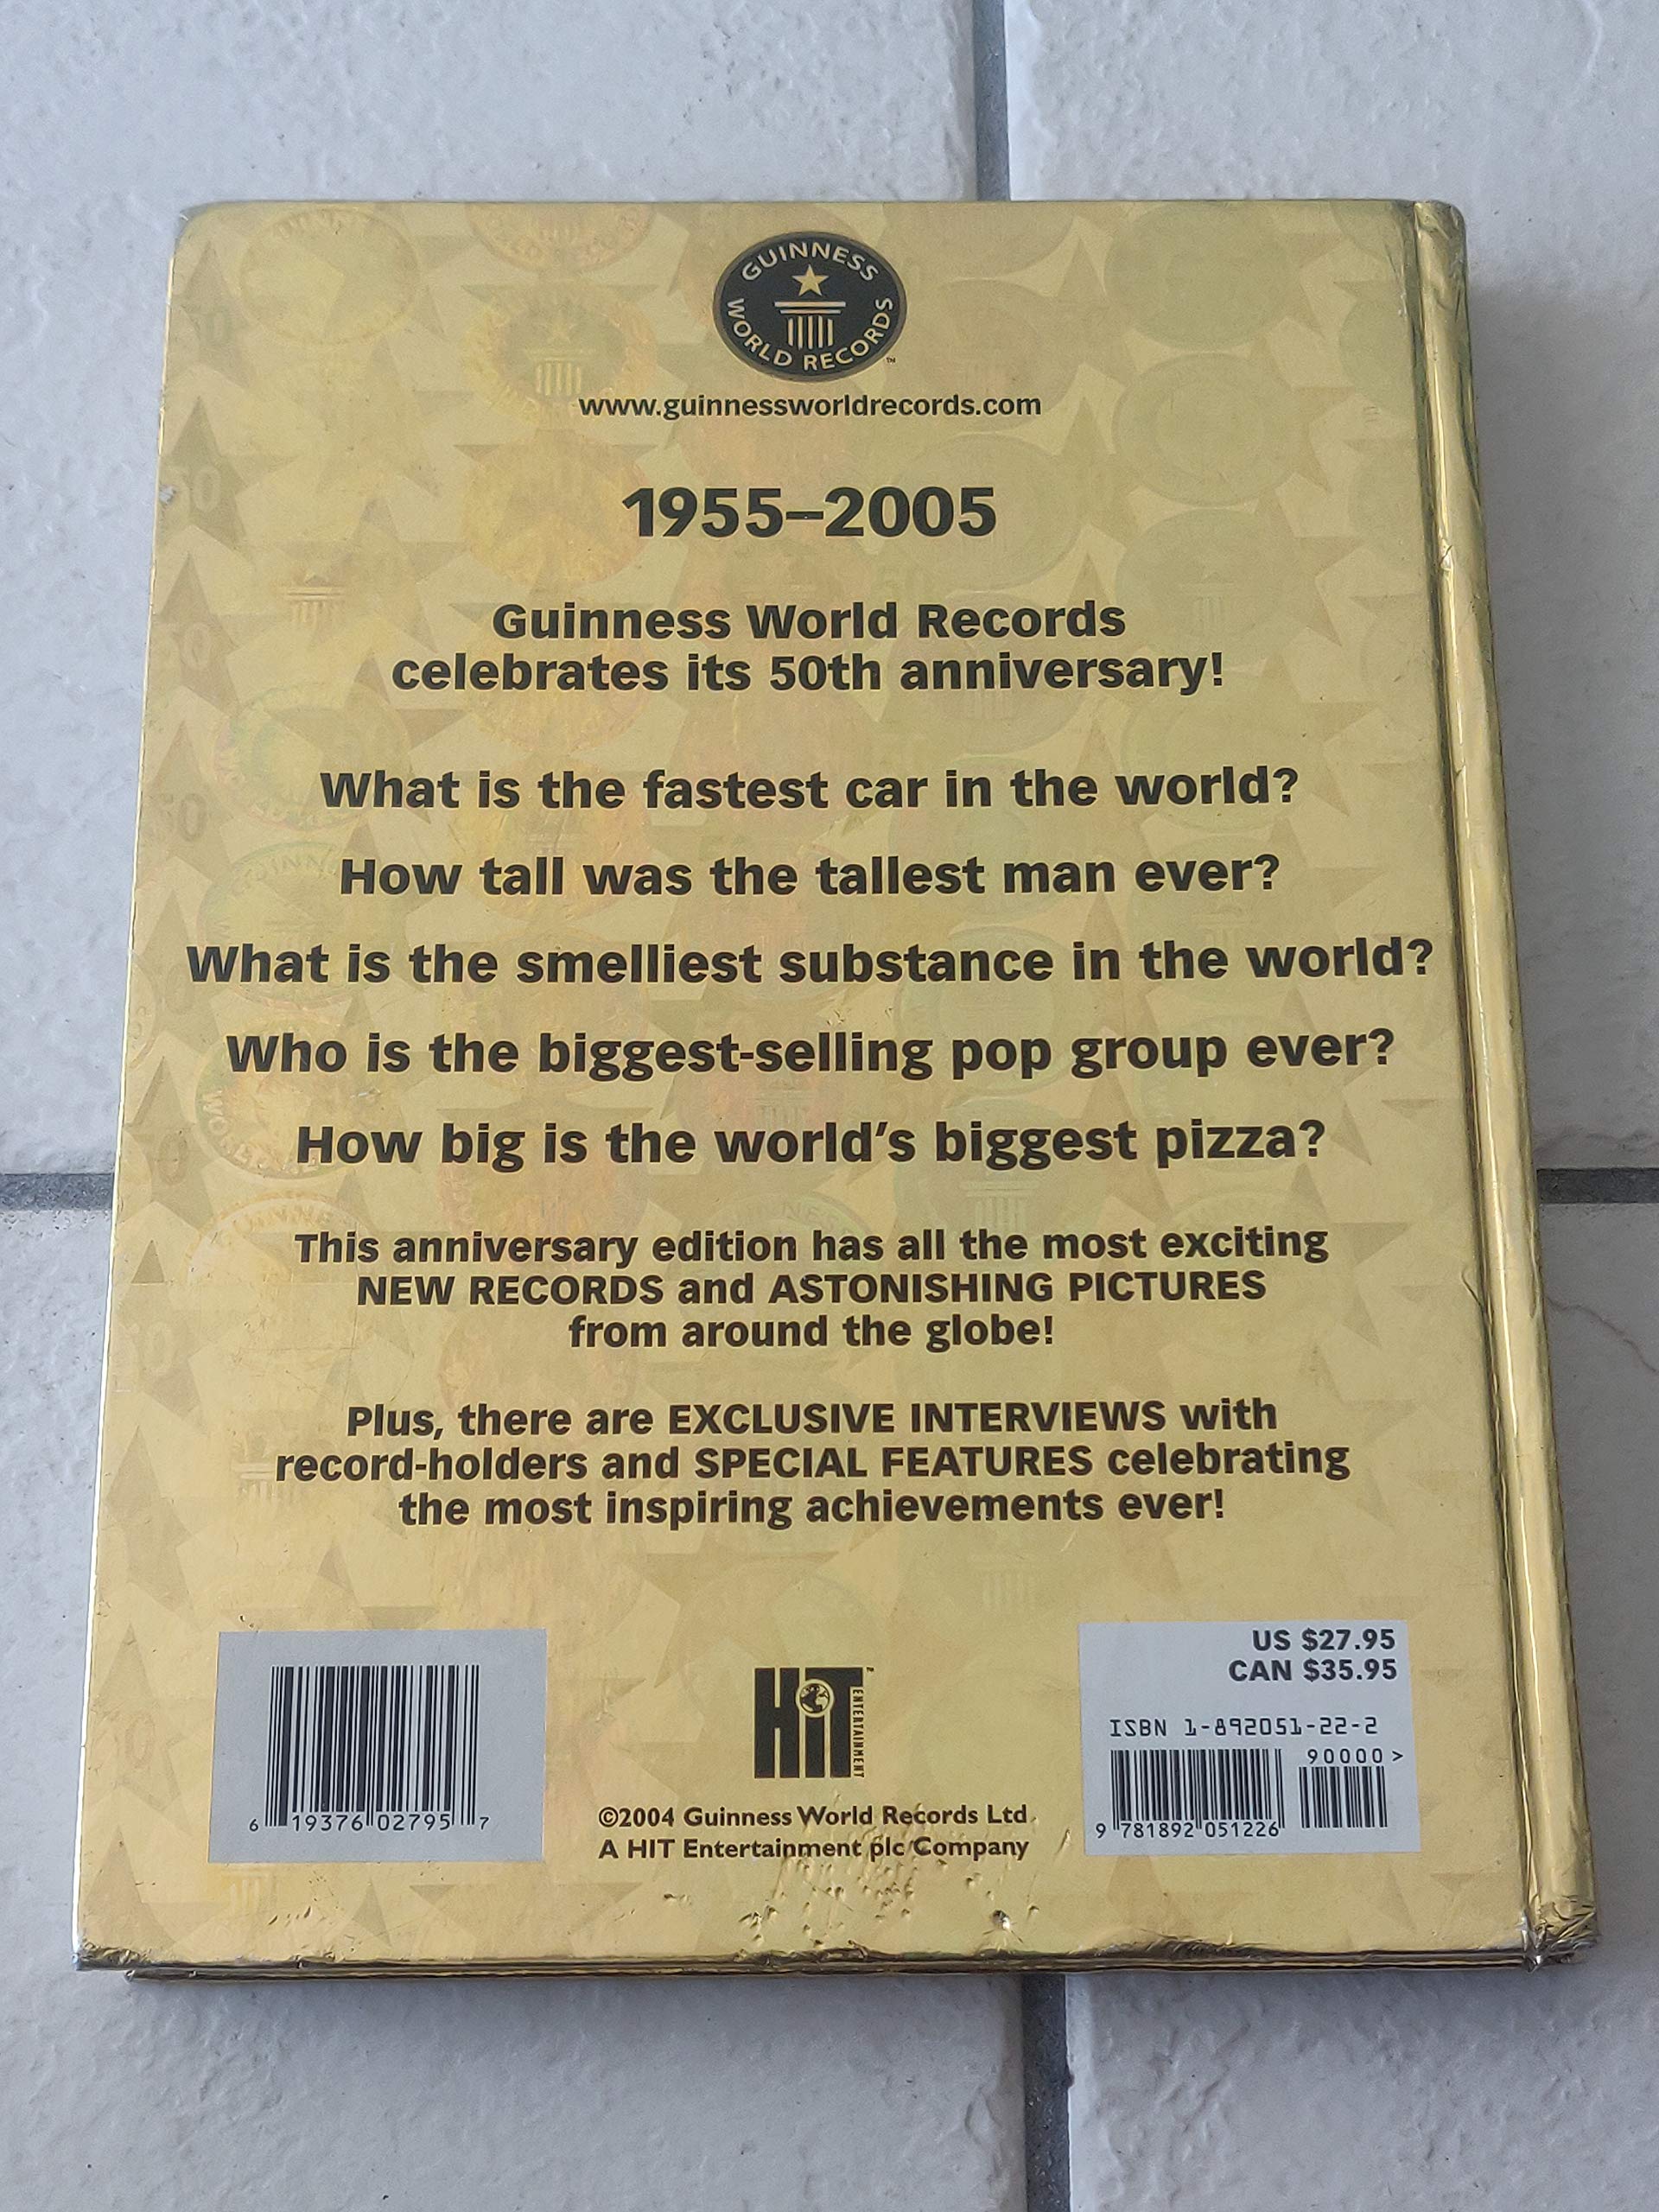 GUINNESS WORLD RECORDS™
www.guinnessworldrecords.com
1955–2005
Guinness World Records
celebrates its 50th anniversary!
What is the fastest car in the world?
How tall was the tallest man ever?
What is the smelliest substance in the world?
Who is the biggest-selling pop group ever?
How big is the world's biggest pizza?
This anniversary edition has all the most exciting
NEW RECORDS and ASTONISHING PICTURES
from around the globe!
Plus, there are EXCLUSIVE INTERVIEWS with
record-holders and SPECIAL FEATURES celebrating
the most inspiring achievements ever!
6 19376 02795 7
HiT™
ENTERTAINMENT
©2004 Guinness World Records Ltd.
A HIT Entertainment plc Company
US $27.95
CAN $35.95
ISBN 1-892051-22-2
90000>
9 781892 051226